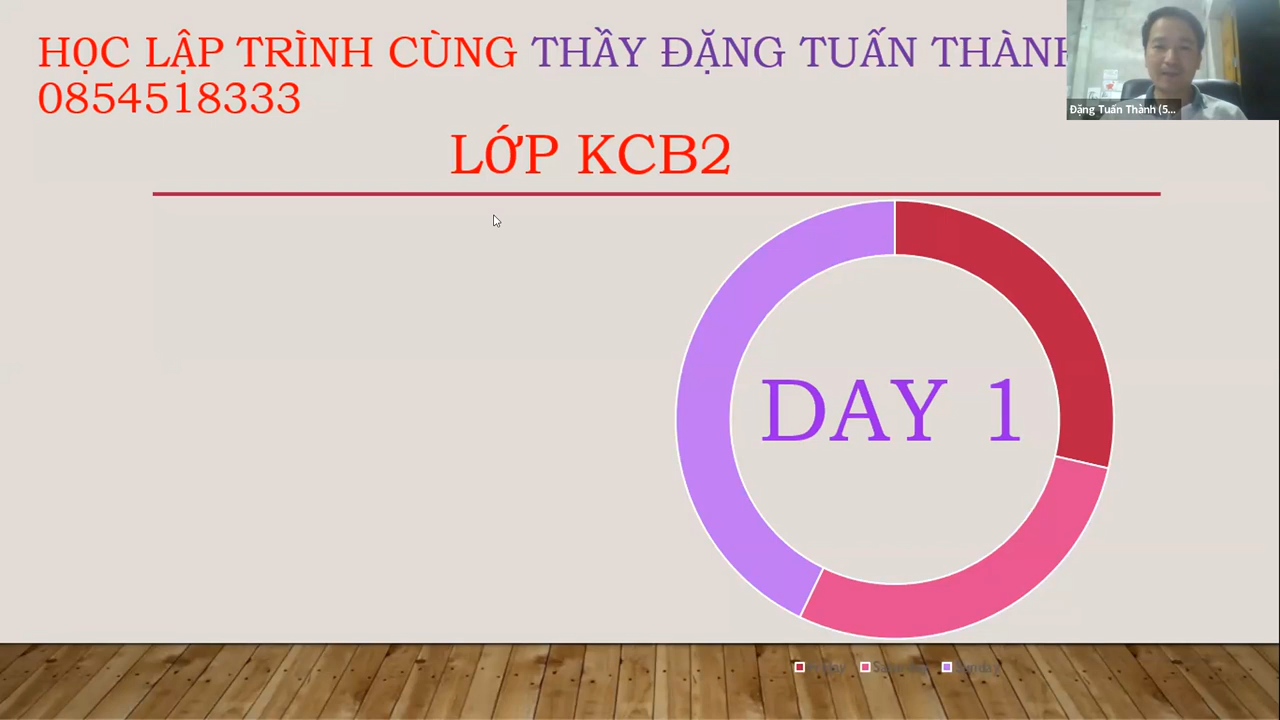 HỌC LẬP TRÌNH CÙNG THẦY ĐẶNG TUẤN THÀNH
0854518333
LỚP KCB2
Đặng Tuấn Thành (5...
DAY 1